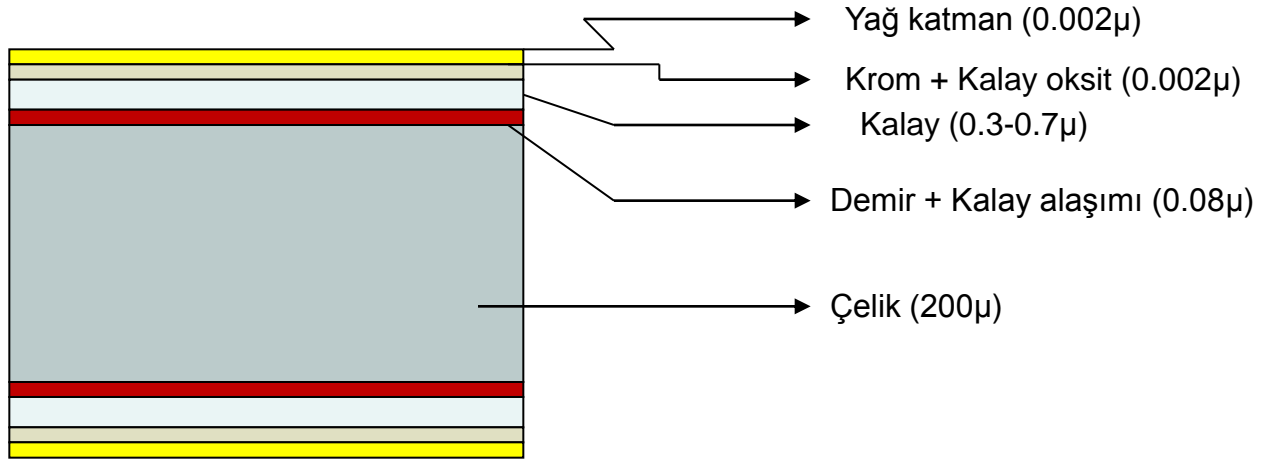 Yağ katman (0.002µ)
Krom + Kalay oksit (0.002µ)
Kalay (0.3-0.7µ)
Demir + Kalay alaşımı (0.08µ)
Çelik (200µ)